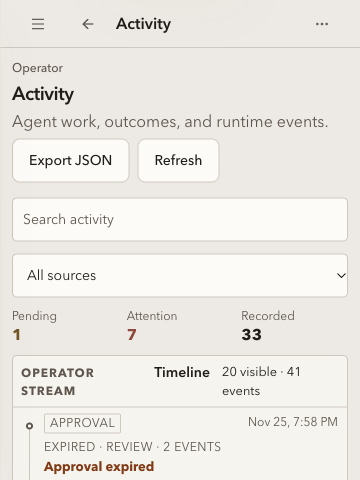 Activity
Operator
Activity
Agent work, outcomes, and runtime events.
Export JSON Refresh
Search activity
All sources
Pending Attention Recorded
1 7 33
OPERATOR STREAM Timeline 20 visible · 41 events
APPROVAL Nov 25, 7:58 PM
EXPIRED · REVIEW · 2 EVENTS
Approval expired